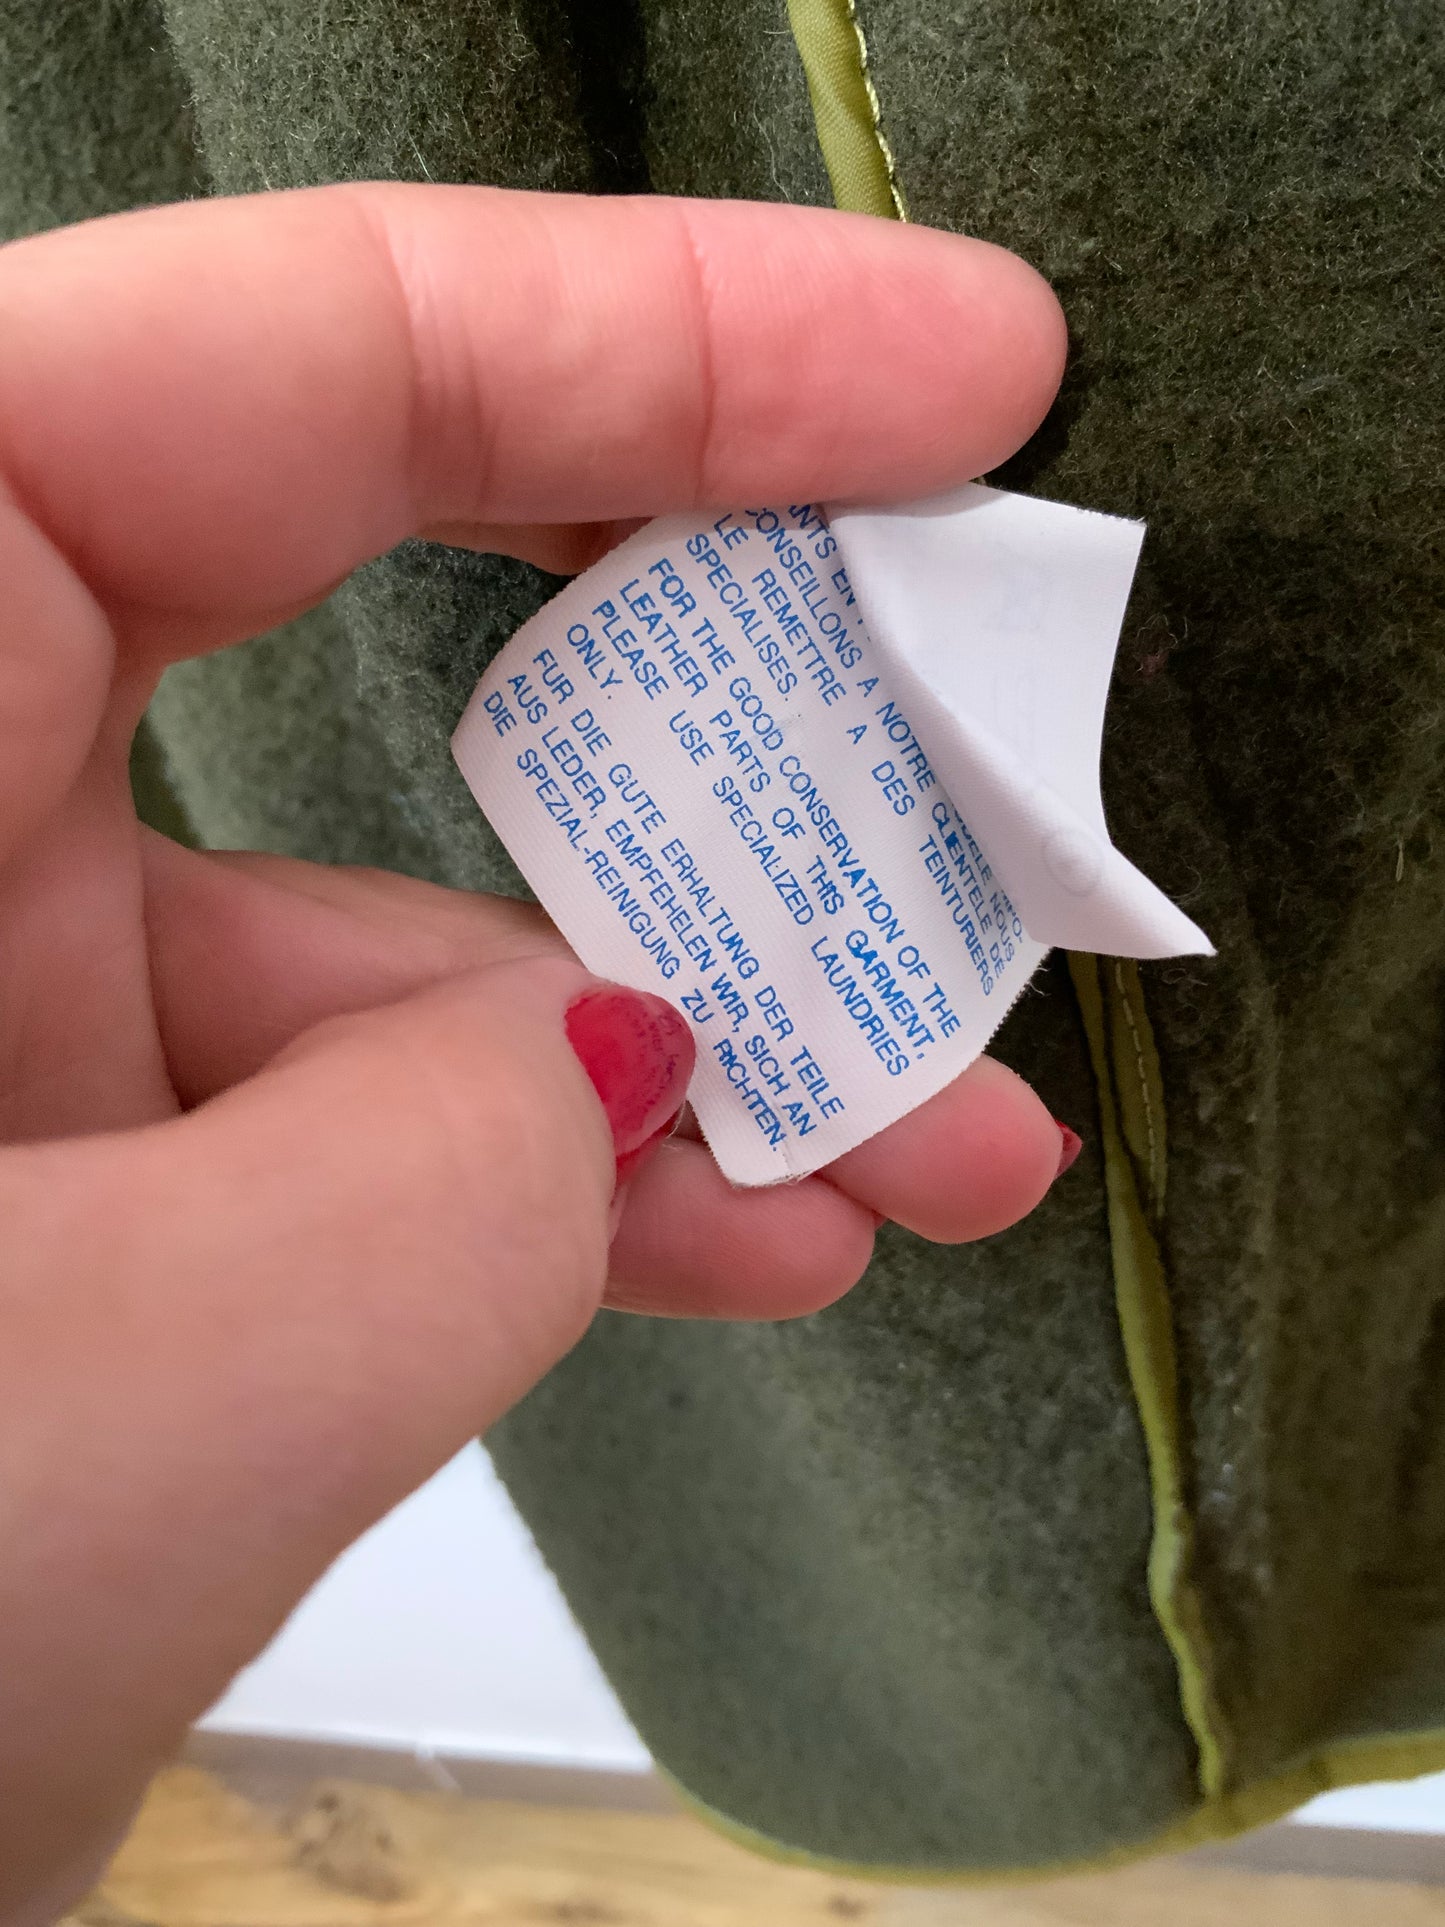 CONSEILLONS A NOTRE CLIENTELE DE
LE REMETTRE A DES TEINTURIERS
SPECIALISES.
FOR THE GOOD CONSERVATION OF THE
LEATHER PARTS OF THIS GARMENT,
PLEASE USE SPECIALIZED LAUNDRIES
ONLY.
FUR DIE GUTE ERHALTUNG DER TEILE
AUS LEDER, EMPFEHELEN WIR, SICH AN
DIE SPEZIAL-REINIGUNG ZU RICHTEN.